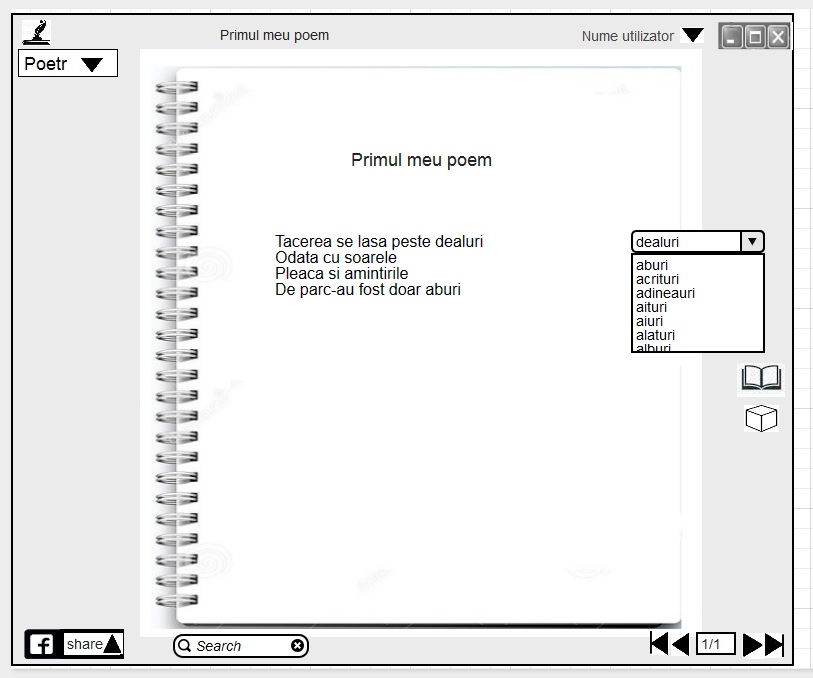 Primul meu poem
Nume utilizator
Poetr
Primul meu poem
Tacerea se lasa peste dealuri
Odata cu soarele
Pleaca si amintirile
De parc-au fost doar aburi
dealuri
aburi
acrituri
adineauri
aituri
aiuri
alaturi
alburi
share
Search
1/1